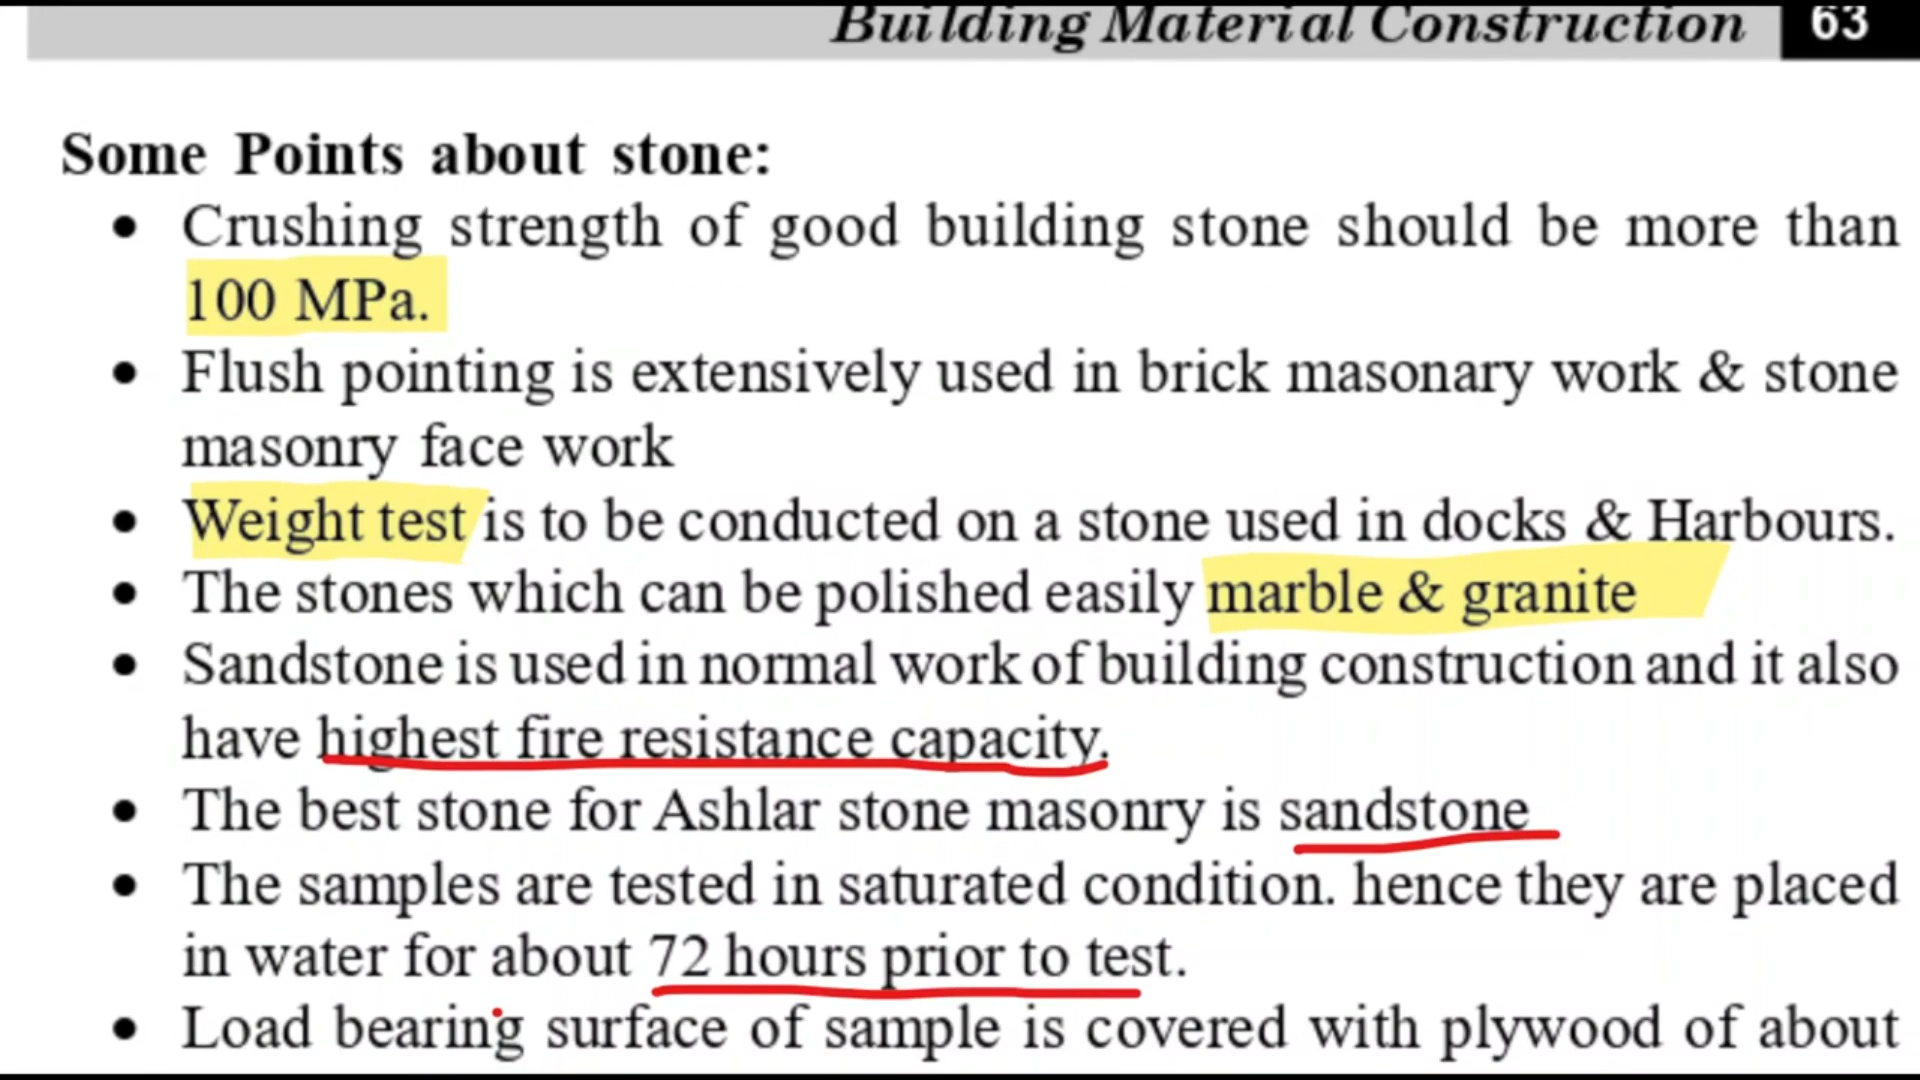 Building Material Construction 63
Some Points about stone:
• Crushing strength of good building stone should be more than
100 MPa.
• Flush pointing is extensively used in brick masonary work & stone
masonry face work
• Weight test is to be conducted on a stone used in docks & Harbours.
• The stones which can be polished easily marble & granite
• Sandstone is used in normal work of building construction and it also
have highest fire resistance capacity.
• The best stone for Ashlar stone masonry is sandstone
• The samples are tested in saturated condition. hence they are placed
in water for about 72 hours prior to test.
• Load bearing surface of sample is covered with plywood of about